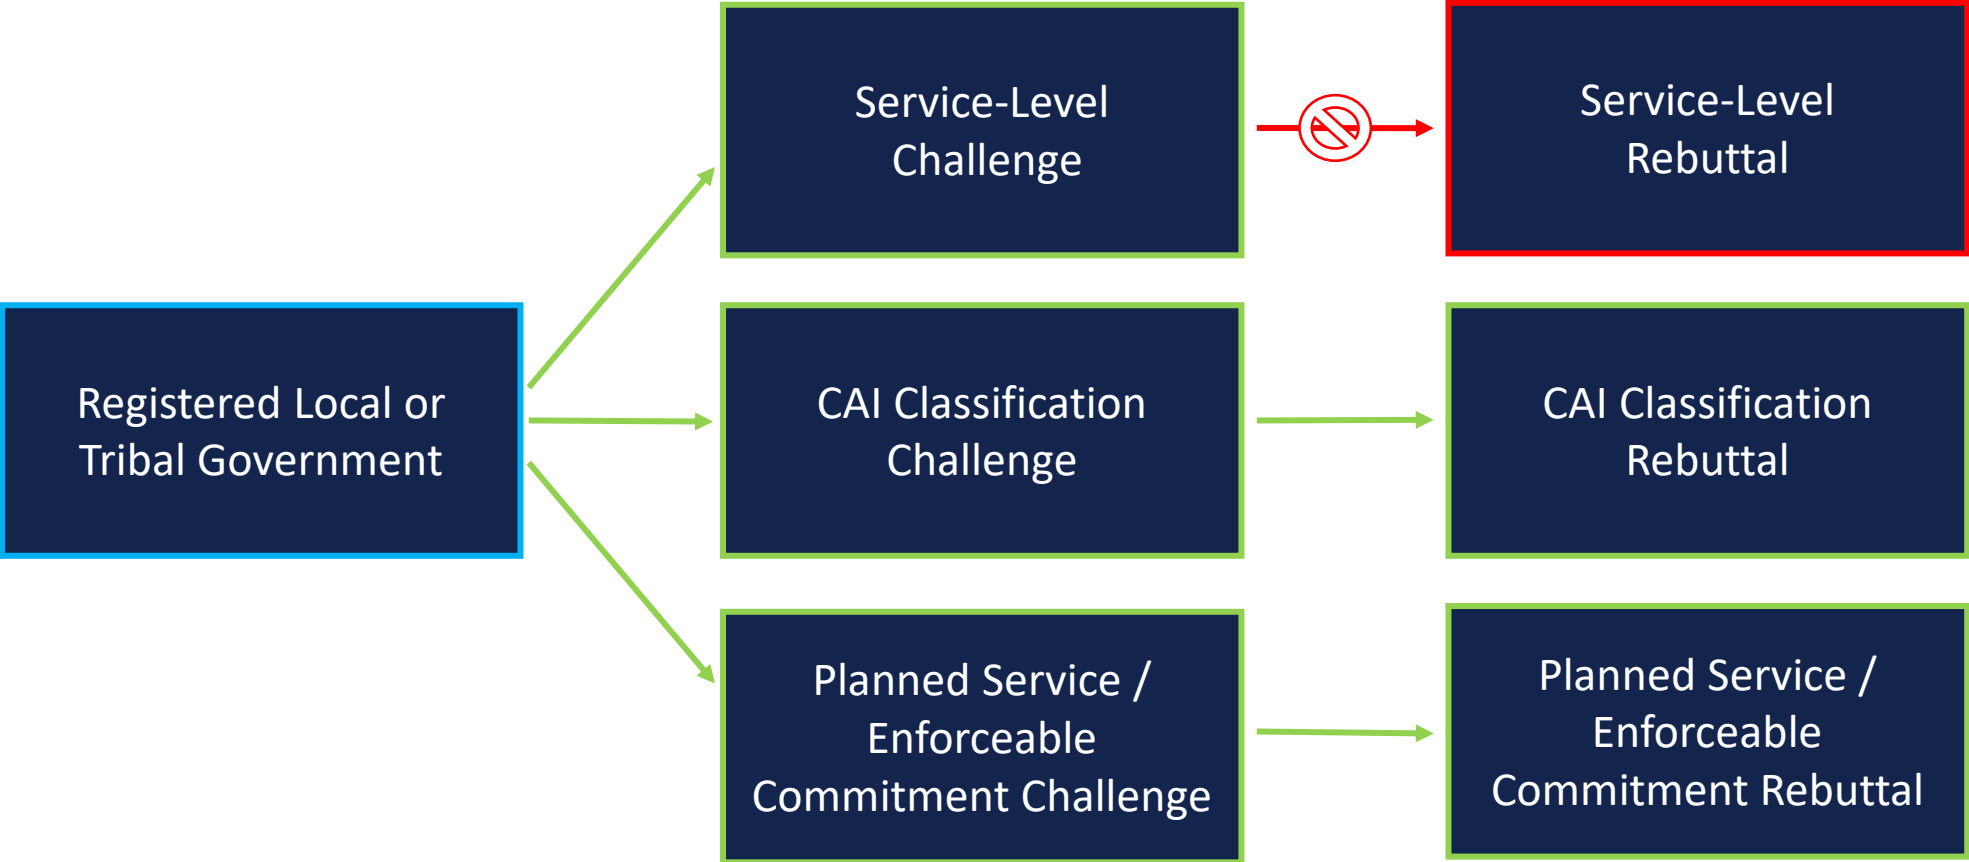 Service-Level
Challenge
Service-Level
Rebuttal
Registered Local or
Tribal Government
CAI Classification
Challenge
CAI Classification
Rebuttal
Planned Service /
Enforceable
Commitment Challenge
Planned Service /
Enforceable
Commitment Rebuttal